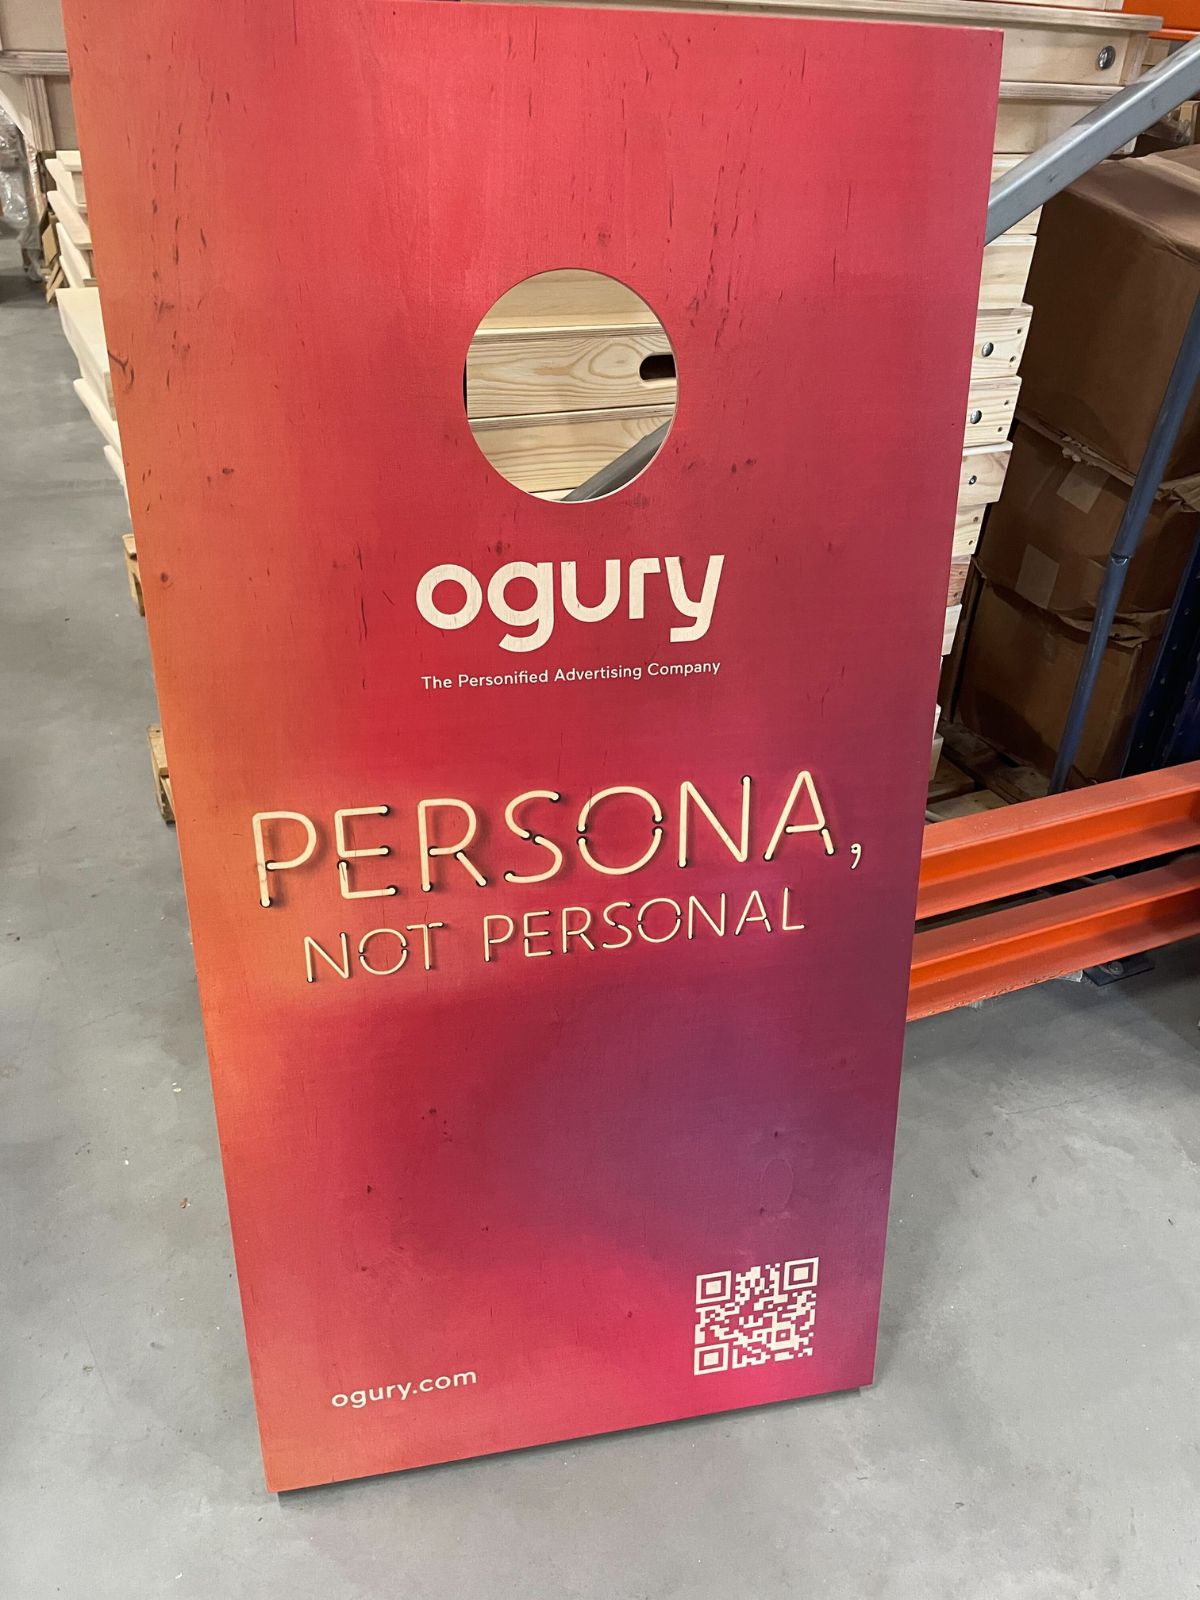 ogury
The Personified Advertising Company
PERSONA,
NOT PERSONAL
ogury.com